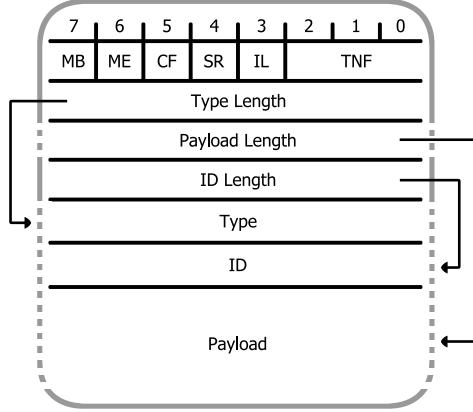 7 6 5 4 3 2 1 0
MB ME CF SR IL TNF
Type Length
Payload Length
ID Length
Type
ID
Payload